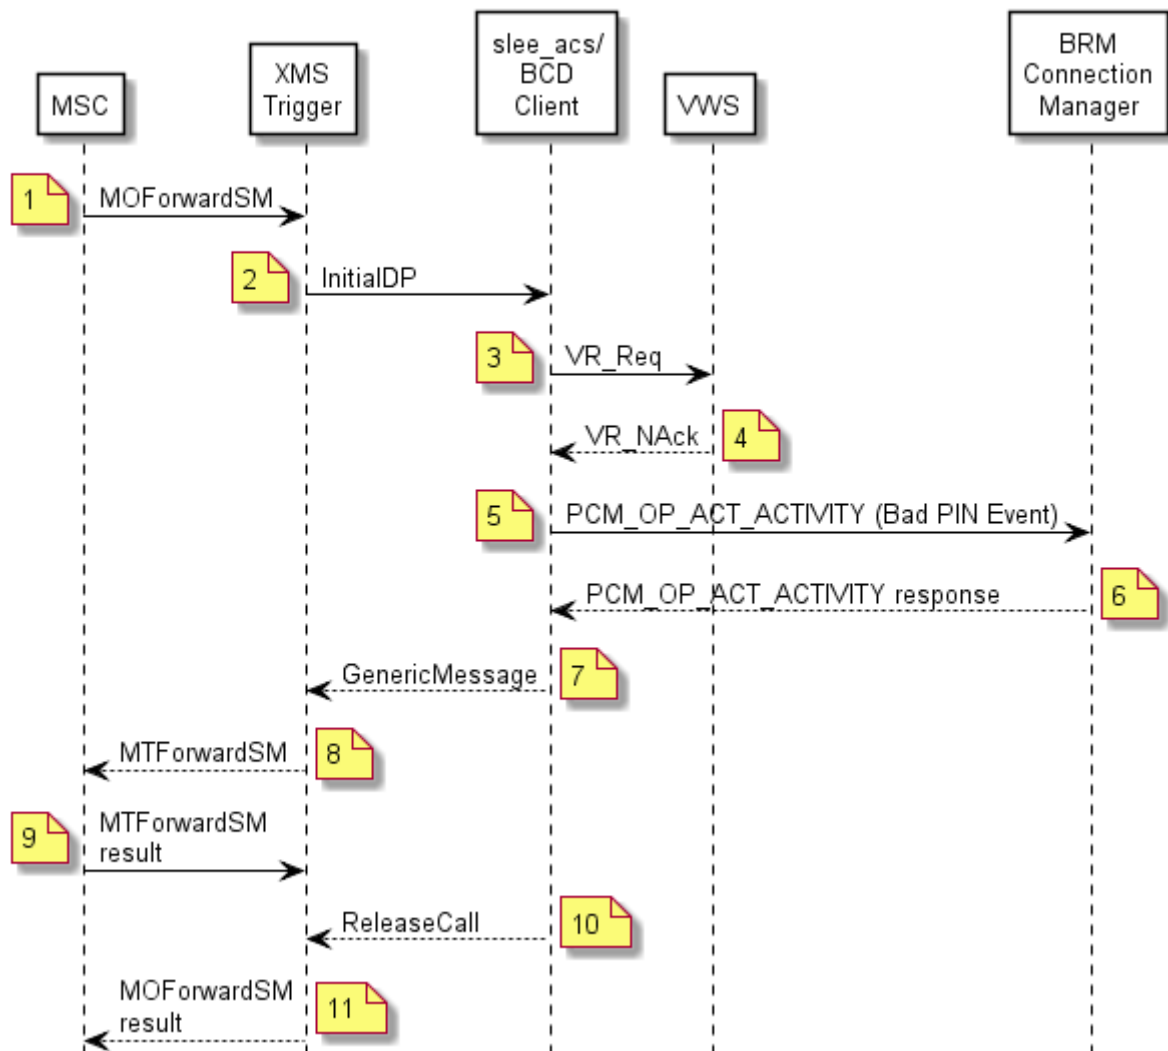 MSC
XMS
Trigger
slee_acs/
BCD
Client
VWS
BRM
Connection
Manager
1
MOForwardSM
2
InitialDP
3
VR_Req
VR_NAck
4
5
PCM_OP_ACT_ACTIVITY (Bad PIN Event)
PCM_OP_ACT_ACTIVITY response
6
GenericMessage
7
MTForwardSM
8
9
MTForwardSM
result
ReleaseCall
10
MOForwardSM
result
11